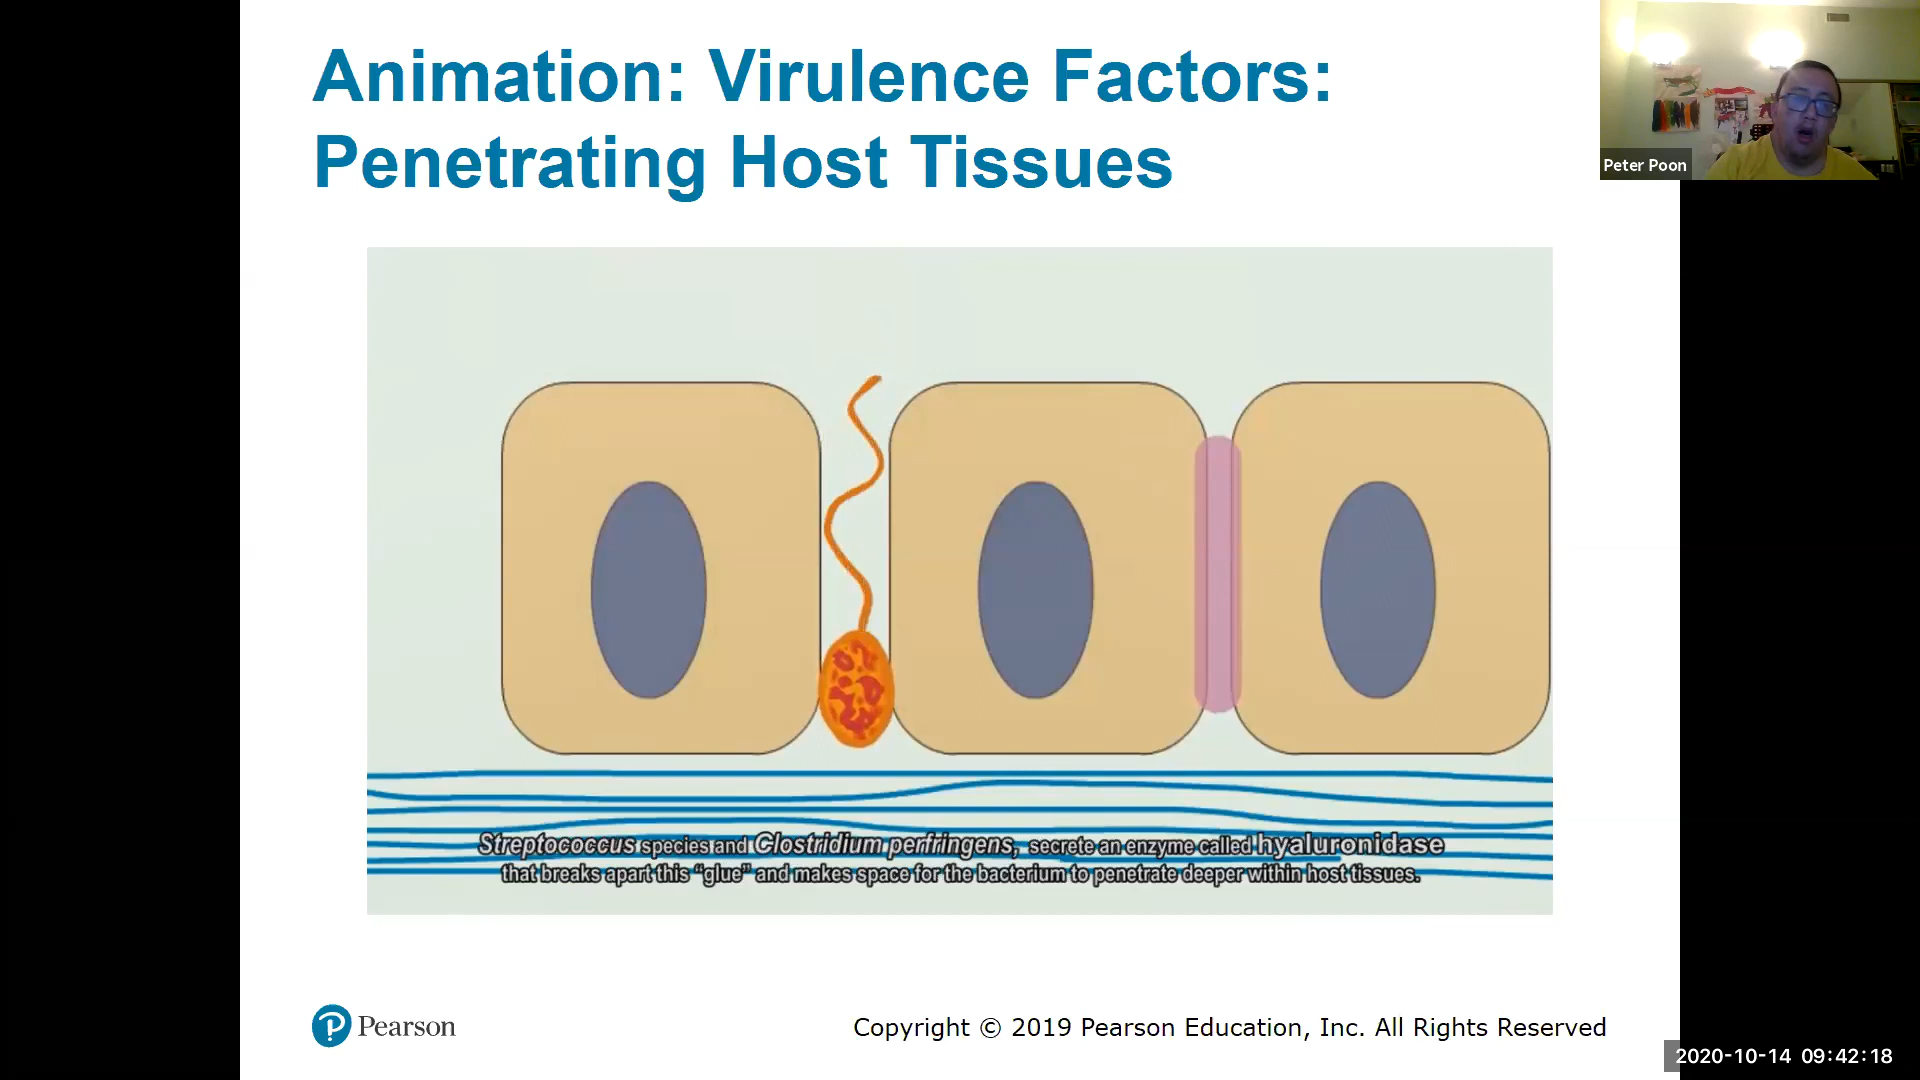 Animation: Virulence Factors:
Penetrating Host Tissues
Peter Poon
Streptococcus species and Clostridium perfringens, secrete an enzyme called hyaluronidase
that breaks apart this “glue” and makes space for the bacterium to penetrate deeper within host tissues.
Pearson
Copyright © 2019 Pearson Education, Inc. All Rights Reserved
2020-10-14 09:42:18